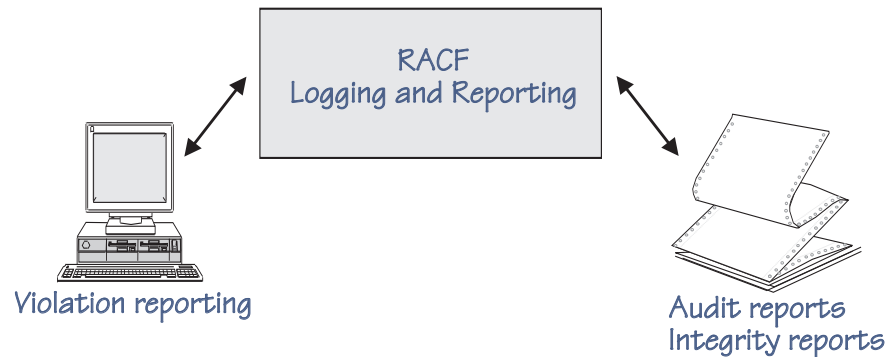 RACF
Logging and Reporting
Violation reporting
Audit reports
Integrity reports